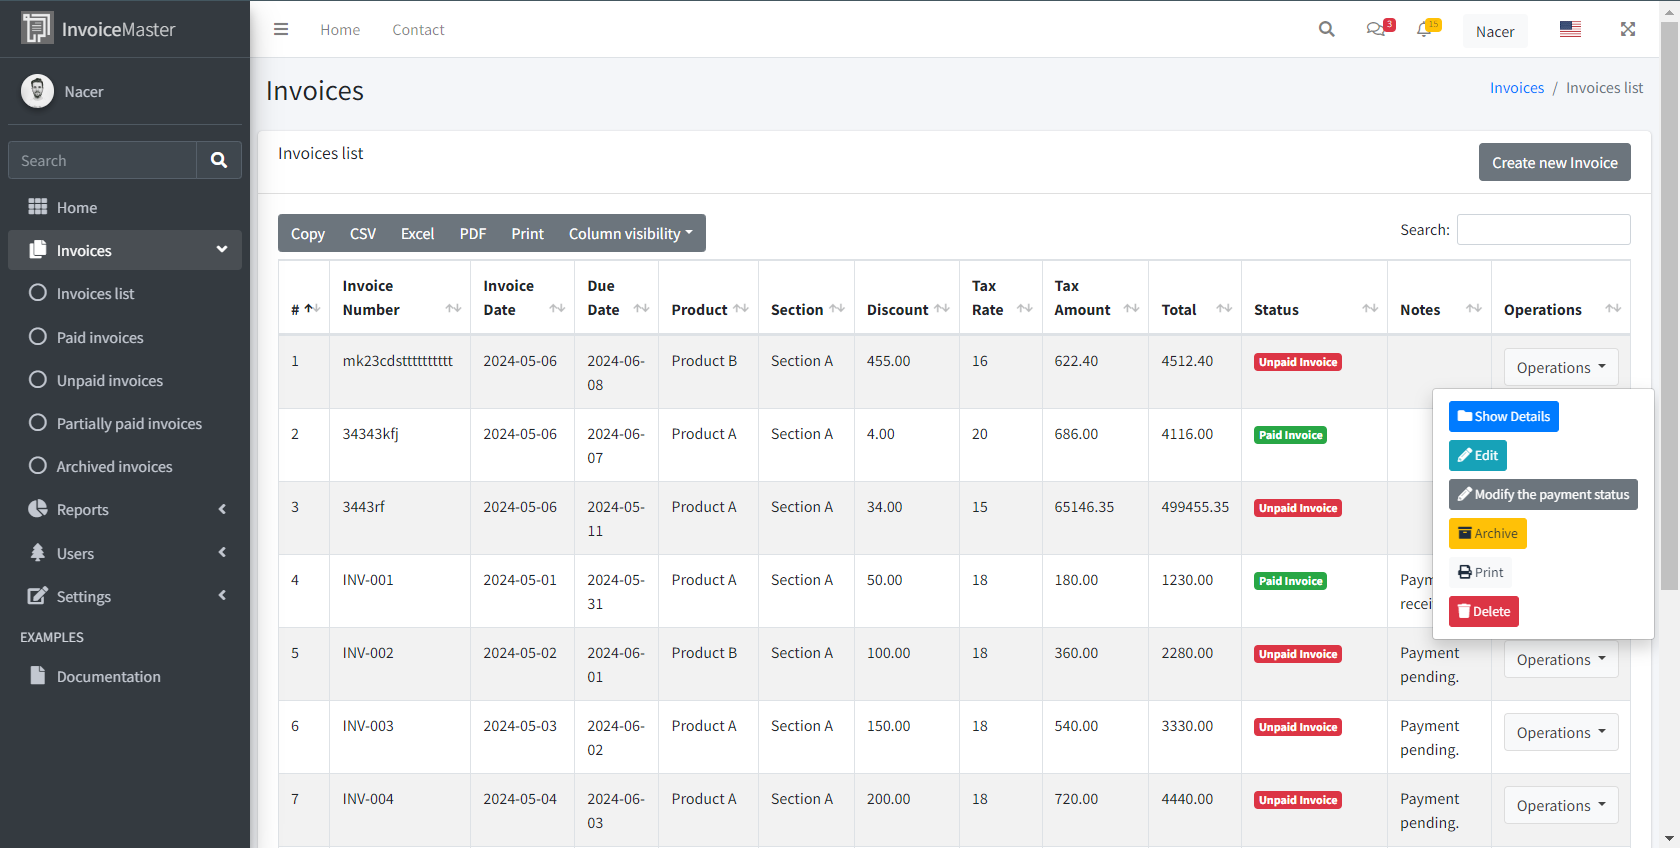 InvoiceMaster
Home
Contact
3
15
Nacer
Nacer
Search
Home
Invoices
Invoices list
Paid invoices
Unpaid invoices
Partially paid invoices
Archived invoices
Reports
Users
Settings
EXAMPLES
Documentation
Invoices
Invoices / Invoices list
Invoices list
Create new Invoice
Copy CSV Excel PDF Print Column visibility
Search:
# Invoice Number Invoice Date Due Date Product Section Discount Tax Rate Tax Amount Total Status Notes Operations
1 mk23cdstttttttttt 2024-05-06 2024-06-08 Product B Section A 455.00 16 622.40 4512.40 Unpaid Invoice Operations
2 34343kfj 2024-05-06 2024-06-07 Product A Section A 4.00 20 686.00 4116.00 Paid Invoice
3 3443rf 2024-05-06 2024-05-11 Product A Section A 34.00 15 65146.35 499455.35 Unpaid Invoice
4 INV-001 2024-05-01 2024-05-31 Product A Section A 50.00 18 180.00 1230.00 Paid Invoice Paym recei
5 INV-002 2024-05-02 2024-06-01 Product B Section A 100.00 18 360.00 2280.00 Unpaid Invoice Payment pending. Operations
6 INV-003 2024-05-03 2024-06-02 Product A Section A 150.00 18 540.00 3330.00 Unpaid Invoice Payment pending. Operations
7 INV-004 2024-05-04 2024-06-03 Product A Section A 200.00 18 720.00 4440.00 Unpaid Invoice Payment pending. Operations
Show Details
Edit
Modify the payment status
Archive
Print
Delete